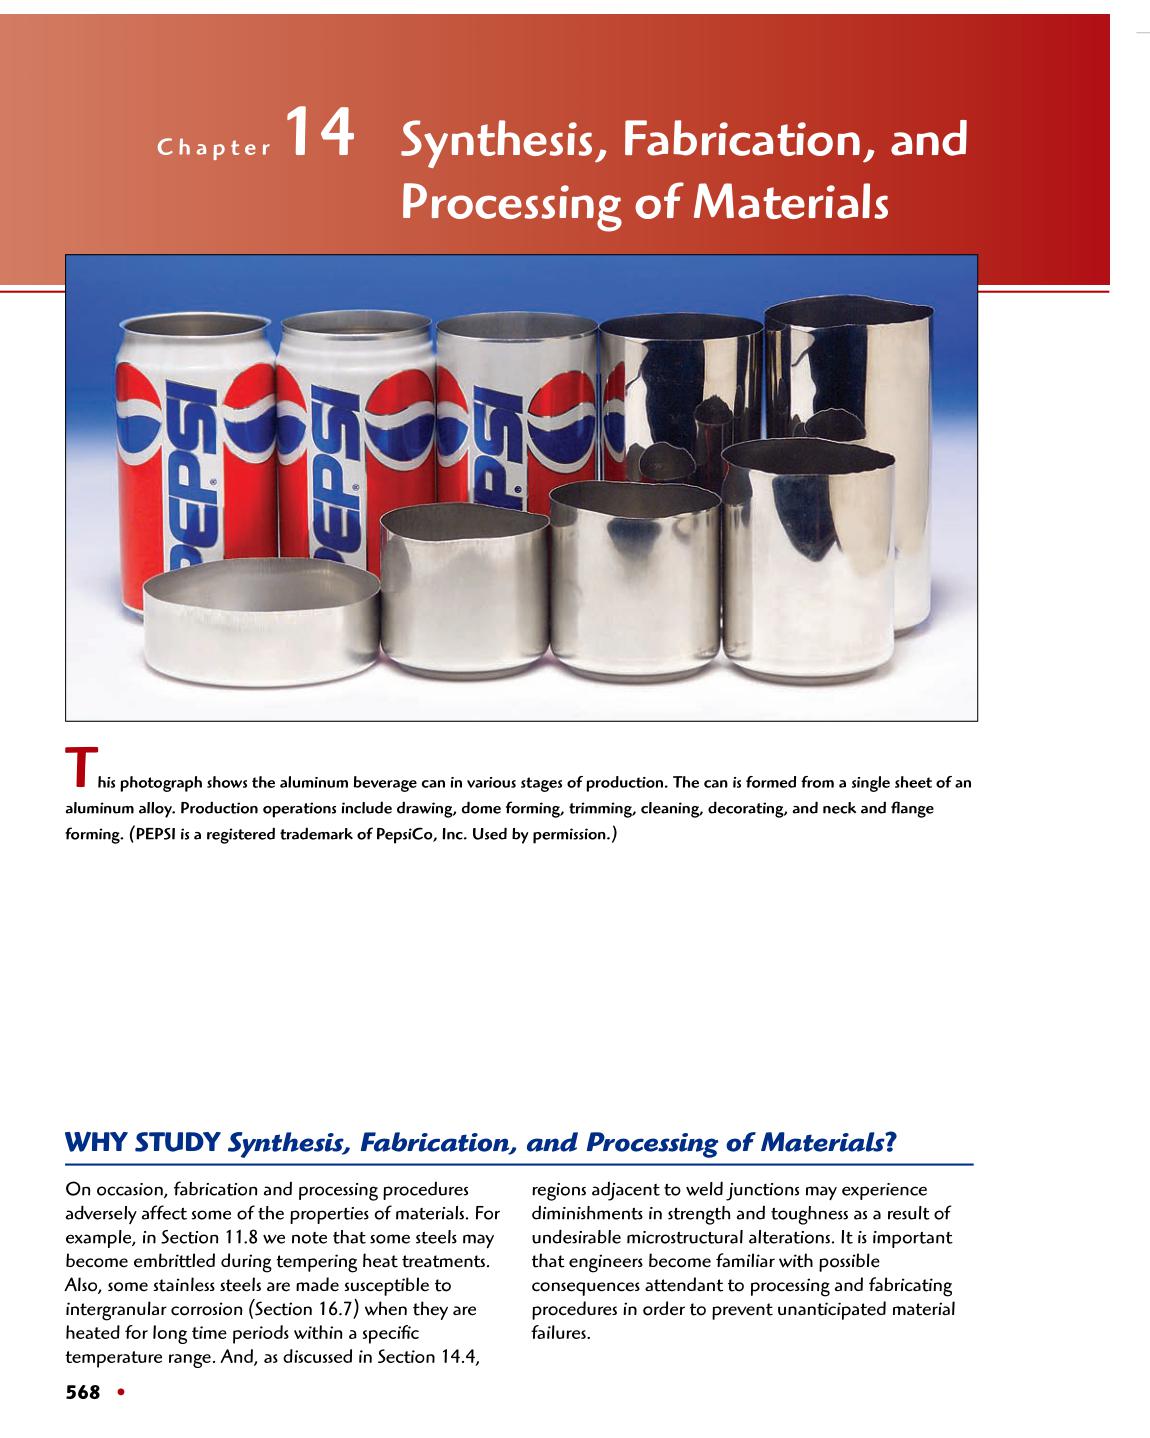 Chapter 14 Synthesis, Fabrication, and
Processing of Materials
PEPSI®
PEPSI®
PSI
This photograph shows the aluminum beverage can in various stages of production. The can is formed from a single sheet of an
aluminum alloy. Production operations include drawing, dome forming, trimming, cleaning, decorating, and neck and flange
forming. (PEPSI is a registered trademark of PepsiCo, Inc. Used by permission.)
WHY STUDY Synthesis, Fabrication, and Processing of Materials?
On occasion, fabrication and processing procedures
adversely affect some of the properties of materials. For
example, in Section 11.8 we note that some steels may
become embrittled during tempering heat treatments.
Also, some stainless steels are made susceptible to
intergranular corrosion (Section 16.7) when they are
heated for long time periods within a specific
temperature range. And, as discussed in Section 14.4,
regions adjacent to weld junctions may experience
diminishments in strength and toughness as a result of
undesirable microstructural alterations. It is important
that engineers become familiar with possible
consequences attendant to processing and fabricating
procedures in order to prevent unanticipated material
failures.
568 •